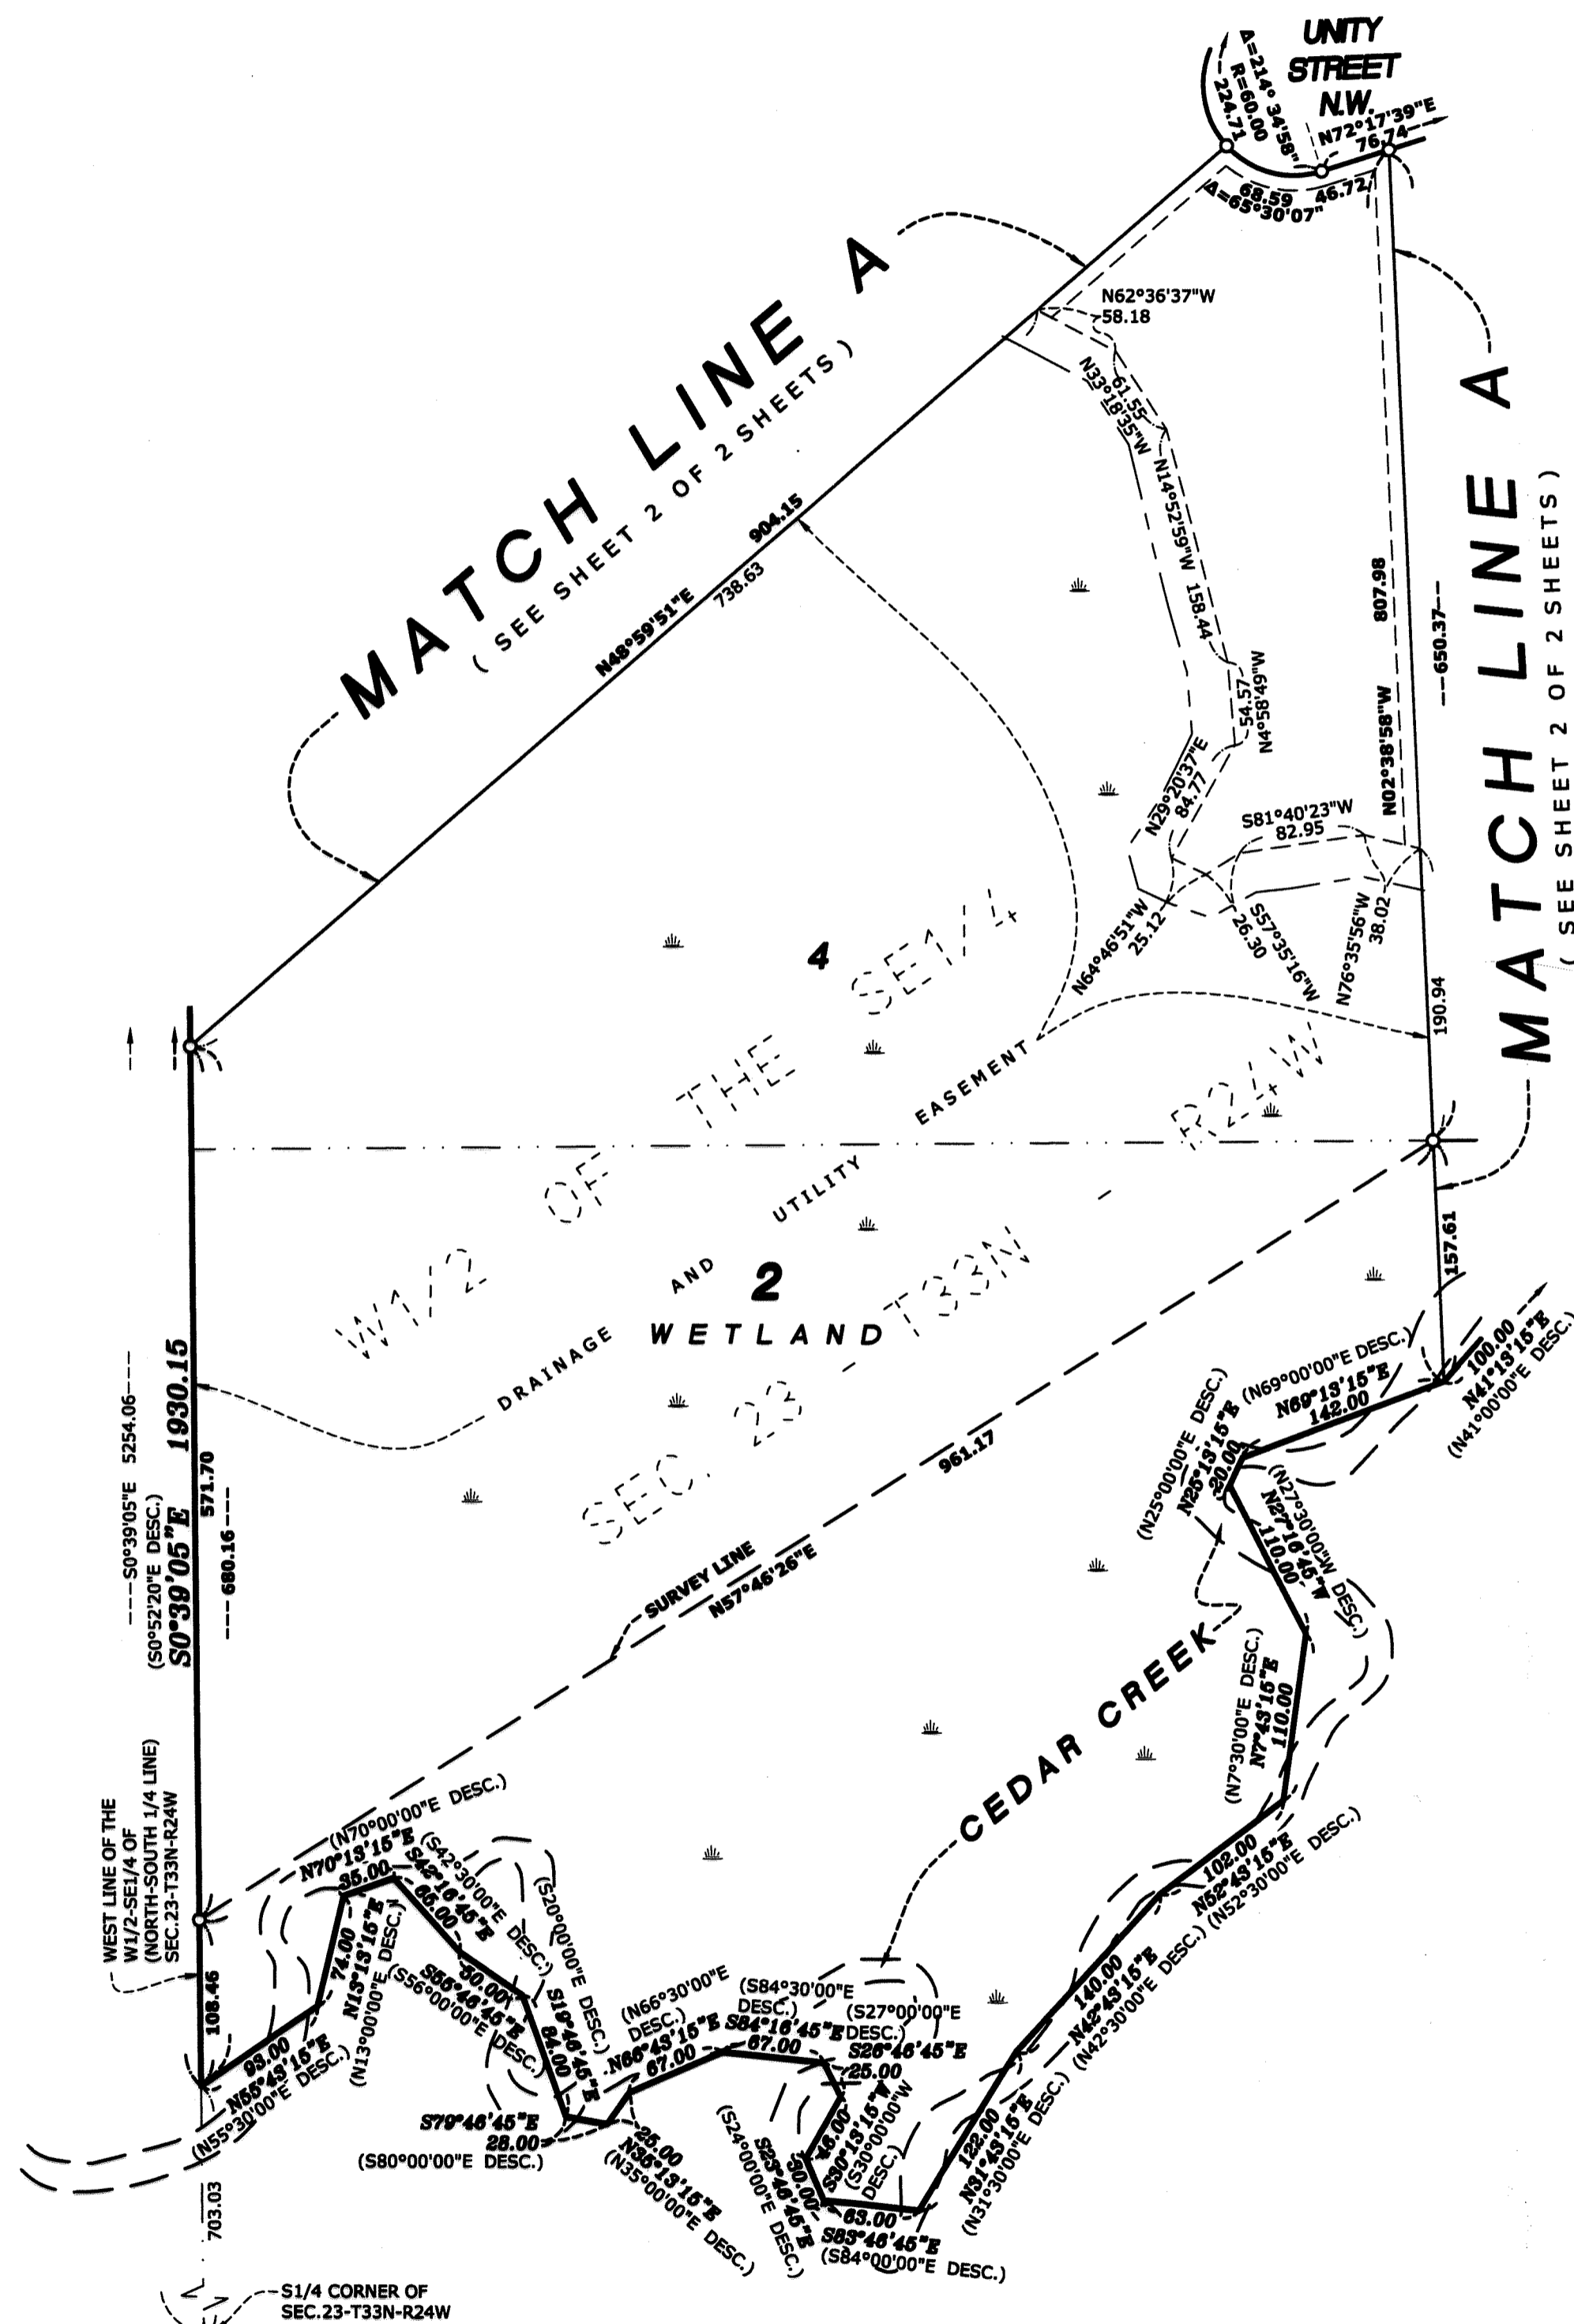 UNITY
STREET
N.W.
Δ=214°34'58"
R=60.00
224.71
N72°17'39"E
76.74
68.59
46.72
Δ=65°30'07"
MATCH LINE A
( SEE SHEET 2 OF 2 SHEETS )
N62°36'37"W
58.18
61.55
N33°18'35"W
N14°52'59"W 158.44
54.57
N4°58'49"W
904.15
N48°59'51"E
738.63
807.98
N02°38'58"W
---650.37---
MATCH LINE A
( SEE SHEET 2 OF 2 SHEETS )
N29°20'37"E
84.77
S81°40'23"W
82.95
N64°46'51"W
25.12
S57°35'16"W
26.30
N76°35'56"W
38.02
190.94
4
W1/2 OF THE SE1/4
DRAINAGE AND UTILITY EASEMENT
2
WETLAND
SEC. 23 - T33N - R24W
157.61
----S0°39'05"E 5254.06----
(S0°52'20"E DESC.)
S0°39'05"E 1930.15
571.70
---680.16---
961.17
SURVEY LINE
N57°46'26"E
100.00
N41°13'15"E
(N41°00'00"E DESC.)
(N69°00'00"E DESC.)
N69°13'15"E
142.00
(N25°00'00"E DESC.)
N25°13'15"E
20.00
(N27°30'00"W DESC.)
N27°16'45"W
110.00
CEDAR CREEK
(N7°30'00"E DESC.)
N7°43'15"E
110.00
102.00
N52°43'15"E
(N52°30'00"E DESC.)
140.00
N42°43'15"E
(N42°30'00"E DESC.)
122.00
N31°43'15"E
(N31°30'00"E DESC.)
WEST LINE OF THE
W1/2-SE1/4 OF
(NORTH-SOUTH 1/4 LINE)
SEC.23-T33N-R24W
108.46
93.00
N55°43'15"E
(N55°30'00"E DESC.)
74.00
N13°13'15"E
(N13°00'00"E DESC.)
(N70°00'00"E DESC.)
N70°13'15"E
35.00
(S42°30'00"E DESC.)
S42°16'45"E
65.00
50.00
S55°46'45"E
(S56°00'00"E DESC.)
(S20°00'00"E DESC.)
S19°46'45"E
84.00
S79°46'45"E
28.00
(S80°00'00"E DESC.)
25.00
N35°13'15"E
(N35°00'00"E DESC.)
(N66°30'00"E
DESC.)
N66°43'15"E
67.00
(S84°30'00"E
DESC.)
S84°16'45"E
67.00
(S27°00'00"E
DESC.)
S26°46'45"E
25.00
48.00
S30°13'15"W
(S30°00'00"W
DESC.)
30.00
S23°46'45"E
(S24°00'00"E DESC.)
63.00
S83°46'45"E
(S84°00'00"E DESC.)
703.03
S1/4 CORNER OF
SEC.23-T33N-R24W